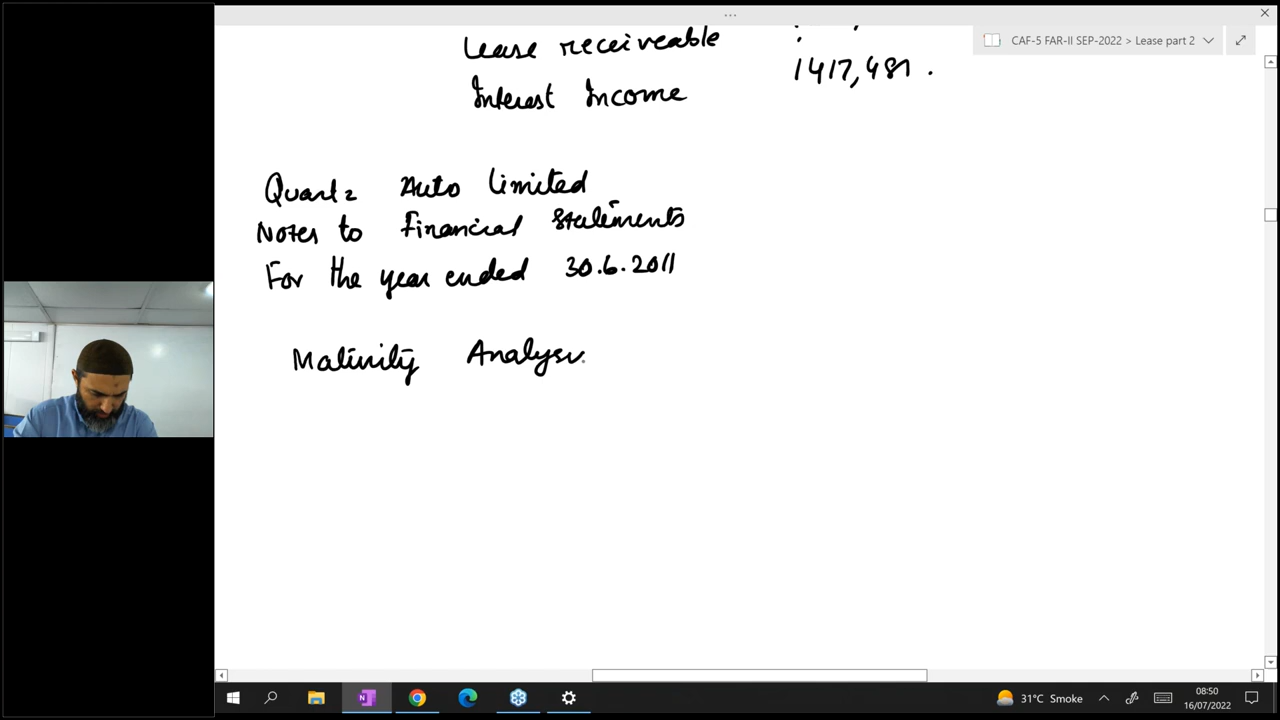 CAF-5 FAR-II SEP-2022 > Lease part 2
Lease receiveable
1417,481.
Interest Income
Quartz Auto Limited
Notes to Financial Statements
For the year ended 30.6.2011
Maturity Analysi
31°C Smoke
08:50
16/07/2022